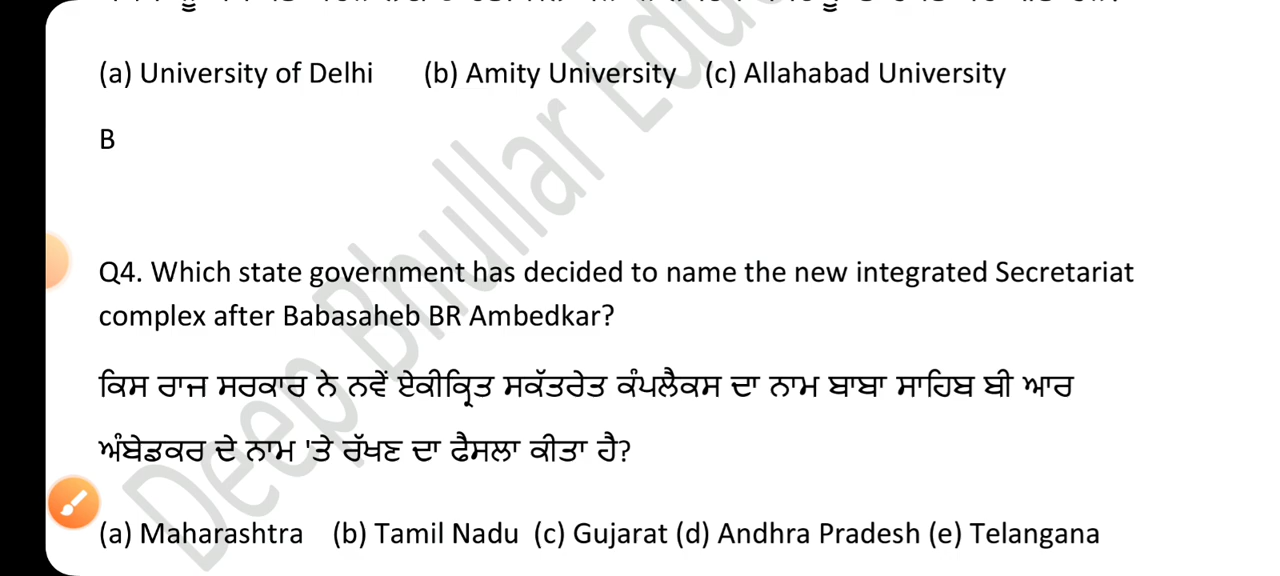 (a) University of Delhi (b) Amity University (c) Allahabad University
B
Q4. Which state government has decided to name the new integrated Secretariat
complex after Babasaheb BR Ambedkar?
ਕਿਸ ਰਾਜ ਸਰਕਾਰ ਨੇ ਨਵੇਂ ਏਕੀਕ੍ਰਿਤ ਸਕੱਤਰੇਤ ਕੰਪਲੈਕਸ ਦਾ ਨਾਮ ਬਾਬਾ ਸਾਹਿਬ ਬੀ ਆਰ
ਅੰਬੇਡਕਰ ਦੇ ਨਾਮ 'ਤੇ ਰੱਖਣ ਦਾ ਫੈਸਲਾ ਕੀਤਾ ਹੈ?
(a) Maharashtra (b) Tamil Nadu (c) Gujarat (d) Andhra Pradesh (e) Telangana
Deep Bhullar